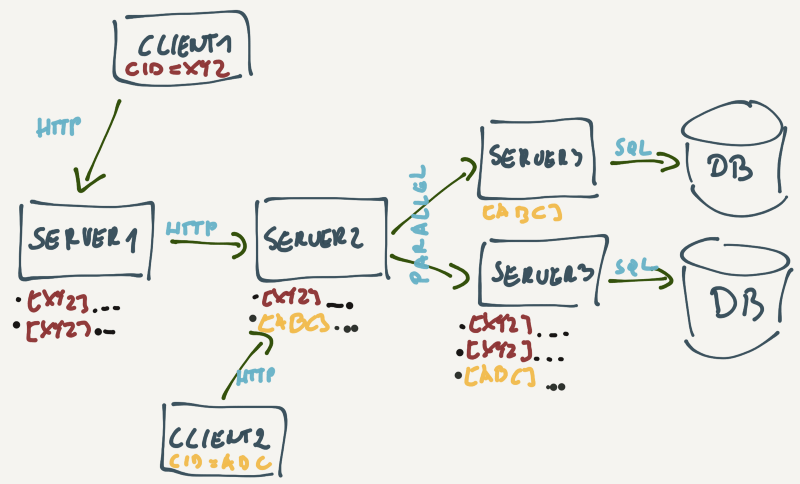 CLIENT1
CID=XYZ
HTTP
SERVER1
[XYZ]....
[XYZ]..-
HTTP
SERVER2
[XYZ]....
[ABC]....
HTTP
CLIENT2
CID=ABC
PARALLEL
SERVER3
[ABC]
SQL
DB
SERVER3
[XYZ]....
[XYZ]....
[ABC]...
SQL
DB